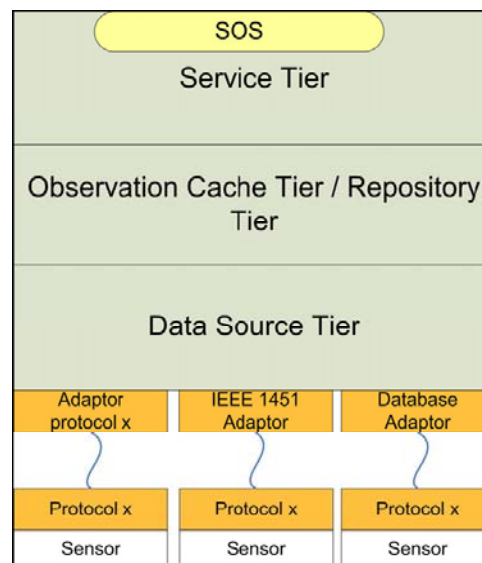 SOS
Service Tier
Observation Cache Tier / Repository
Tier
Data Source Tier
Adaptor
protocol x
IEEE 1451
Adaptor
Database
Adaptor
Protocol x
Protocol x
Protocol x
Sensor
Sensor
Sensor